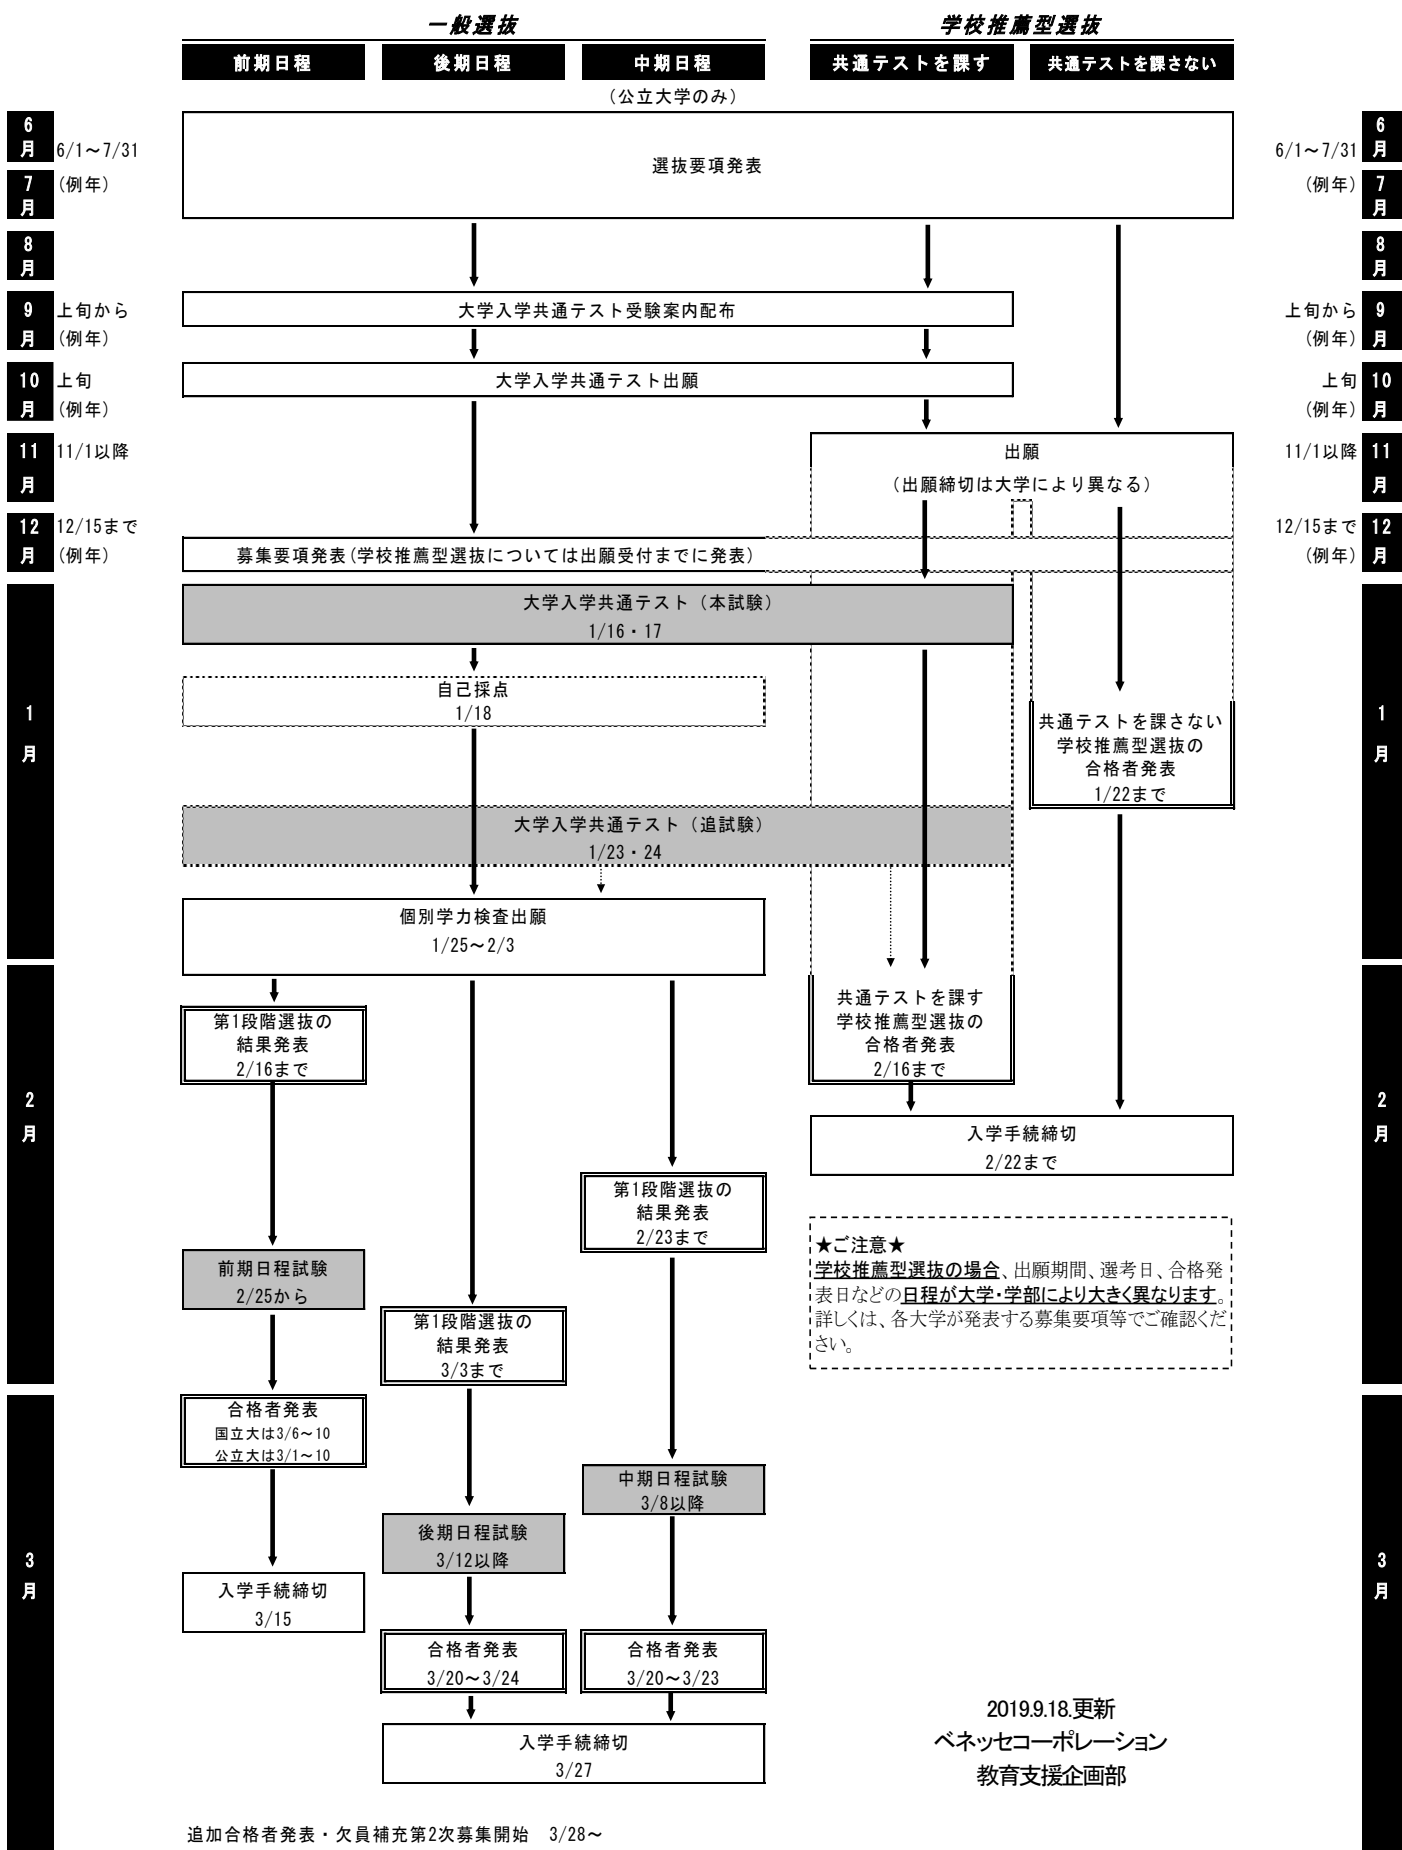 一般選抜
学校推薦型選抜
前期日程
後期日程
中期日程
共通テストを課す
共通テストを課さない
（公立大学のみ）
6
月
6/1～7/31
7
月
（例年）
選抜要項発表
6/1～7/31
6
月
（例年）
7
月
8
月
8
月
9
月
上旬から
（例年）
大学入学共通テスト受験案内配布
上旬から
（例年）
9
月
10
月
上旬
（例年）
大学入学共通テスト出願
上旬
（例年）
10
月
11
月
11/1以降
出願
（出願締切は大学により異なる）
11/1以降
11
月
12
月
12/15まで
（例年）
募集要項発表（学校推薦型選抜については出願受付までに発表）
12/15まで
（例年）
12
月
1
月
大学入学共通テスト（本試験）
1/16・17
自己採点
1/18
共通テストを課さない
学校推薦型選抜の
合格者発表
1/22まで
1
月
大学入学共通テスト（追試験）
1/23・24
個別学力検査出願
1/25～2/3
2
月
第1段階選抜の
結果発表
2/16まで
共通テストを課す
学校推薦型選抜の
合格者発表
2/16まで
2
月
入学手続締切
2/22まで
第1段階選抜の
結果発表
2/23まで
前期日程試験
2/25から
第1段階選抜の
結果発表
3/3まで
★ご注意★
学校推薦型選抜の場合、出願期間、選考日、合格発
表日などの日程が大学・学部により大きく異なります。
詳しくは、各大学が発表する募集要項等でご確認くだ
さい。
3
月
合格者発表
国立大は3/6～10
公立大は3/1～10
中期日程試験
3/8以降
後期日程試験
3/12以降
3
月
入学手続締切
3/15
合格者発表
3/20～3/24
合格者発表
3/20～3/23
入学手続締切
3/27
2019.9.18.更新
ベネッセコーポレーション
教育支援企画部
追加合格者発表・欠員補充第2次募集開始　3/28～